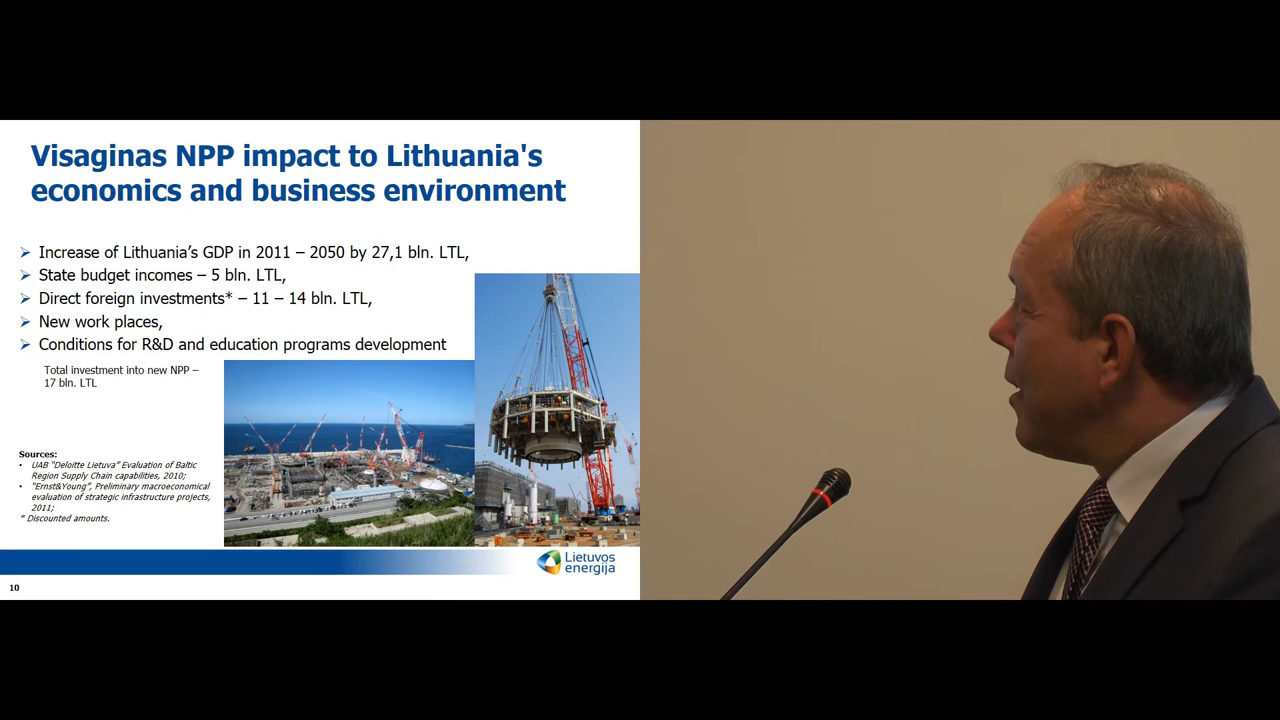 Visaginas NPP impact to Lithuania's
economics and business environment
➢ Increase of Lithuania’s GDP in 2011 – 2050 by 27,1 bln. LTL,
➢ State budget incomes – 5 bln. LTL,
➢ Direct foreign investments* – 11 – 14 bln. LTL,
➢ New work places,
➢ Conditions for R&D and education programs development
Total investment into new NPP –
17 bln. LTL
Sources:
• UAB “Deloitte Lietuva” Evaluation of Baltic
Region Supply Chain capabilities, 2010;
• “Ernst&Young”, Preliminary macroeconomical
evaluation of strategic infrastructure projects,
2011;
* Discounted amounts.
Lietuvos
energija
10